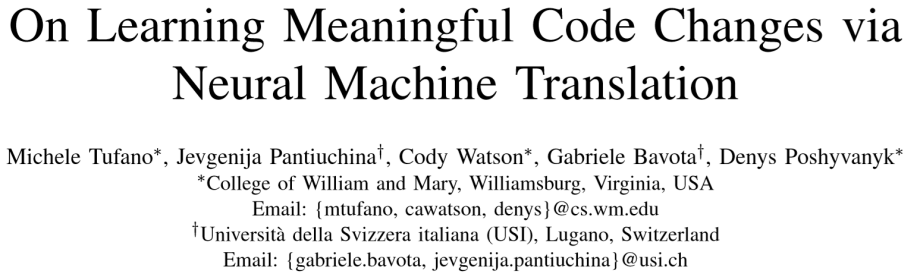 On Learning Meaningful Code Changes via
Neural Machine Translation
Michele Tufano*, Jevgenija Pantiuchina†, Cody Watson*, Gabriele Bavota†, Denys Poshyvanyk*
*College of William and Mary, Williamsburg, Virginia, USA
Email: {mtufano, cawatson, denys}@cs.wm.edu
†Università della Svizzera italiana (USI), Lugano, Switzerland
Email: {gabriele.bavota, jevgenija.pantiuchina}@usi.ch